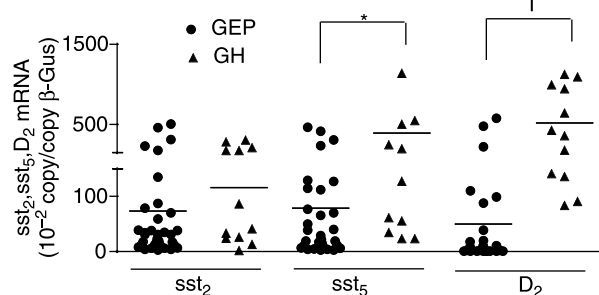 GEP
GH
*
†
1500
500
100
0
sst2,sst5,D2 mRNA
(10−2 copy/copy β-Gus)
sst2
sst5
D2